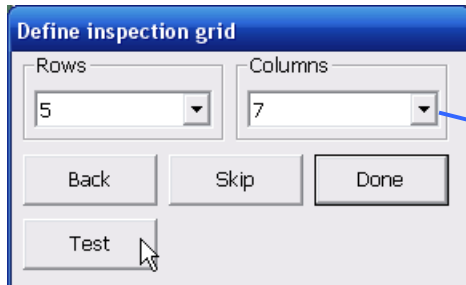 Define inspection grid
Rows Columns
5 7
Back Skip Done
Test